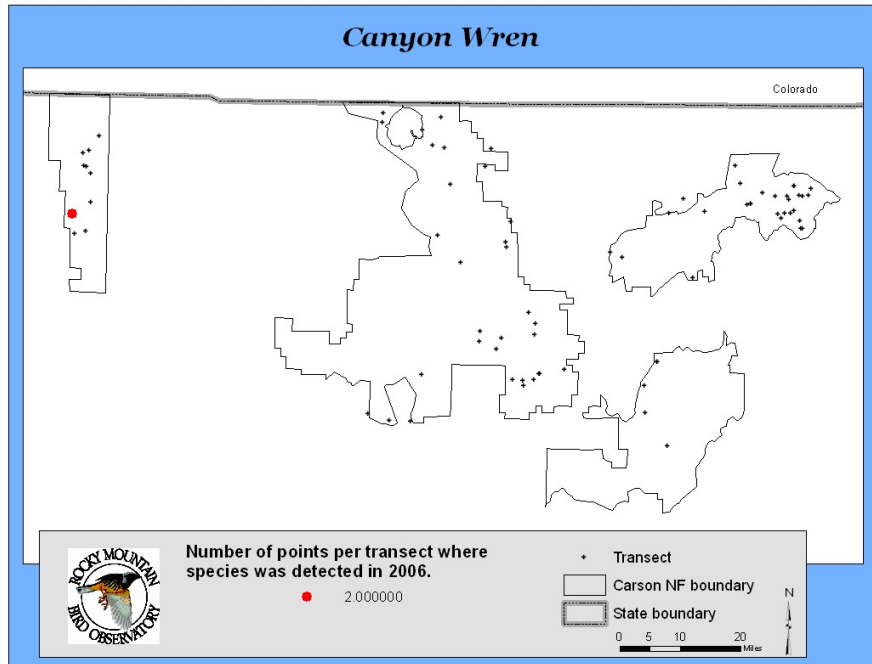 Canyon Wren
Colorado
ROCKY MOUNTAIN
BIRD OBSERVATORY
Number of points per transect where
species was detected in 2006.
2.000000
Transect
Carson NF boundary
State boundary
0 5 10 20
Miles
N